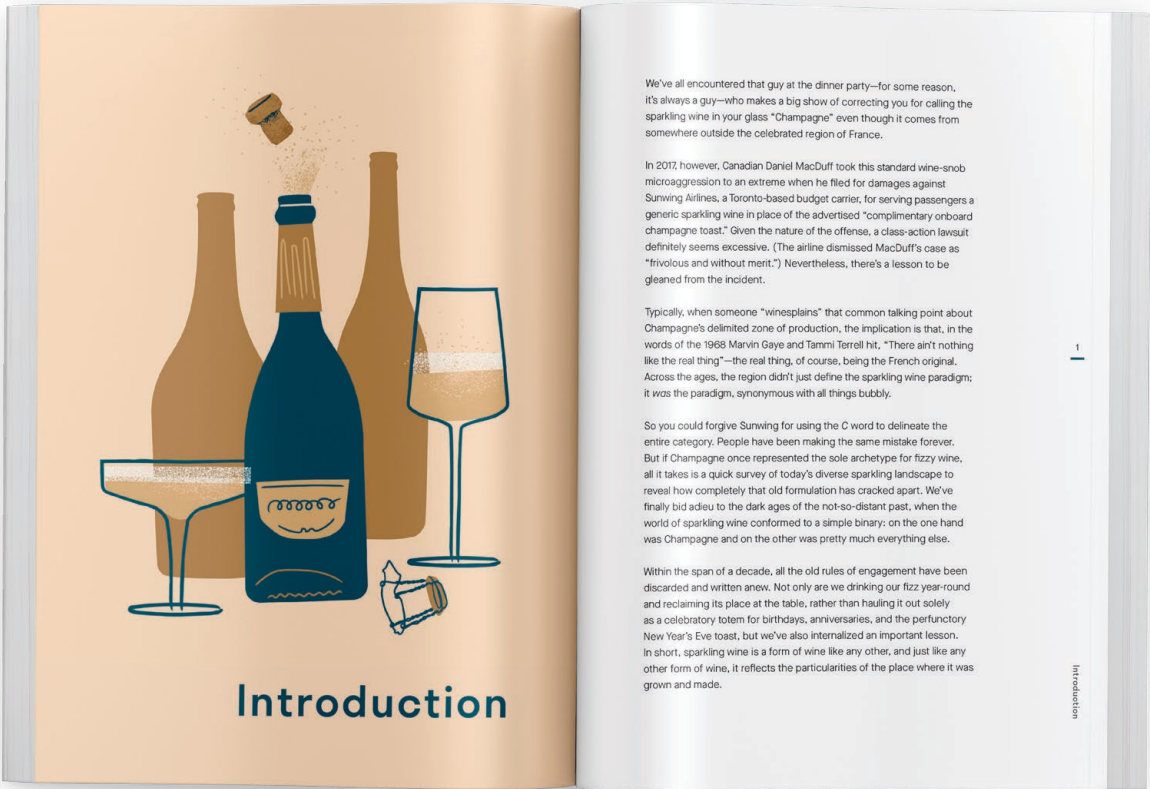 Introduction
We've all encountered that guy at the dinner party—for some reason,
it's always a guy—who makes a big show of correcting you for calling the
sparkling wine in your glass "Champagne" even though it comes from
somewhere outside the celebrated region of France.
In 2017, however, Canadian Daniel MacDuff took this standard wine-snob
microaggression to an extreme when he filed for damages against
Sunwing Airlines, a Toronto-based budget carrier, for serving passengers a
generic sparkling wine in place of the advertised "complimentary onboard
champagne toast." Given the nature of the offense, a class-action lawsuit
definitely seems excessive. (The airline dismissed MacDuff's case as
"frivolous and without merit.") Nevertheless, there's a lesson to be
gleaned from the incident.
Typically, when someone "winesplains" that common talking point about
Champagne's delimited zone of production, the implication is that, in the
words of the 1968 Marvin Gaye and Tammi Terrell hit, "There ain't nothing
like the real thing"—the real thing, of course, being the French original.
Across the ages, the region didn't just define the sparkling wine paradigm;
it was the paradigm, synonymous with all things bubbly.
So you could forgive Sunwing for using the C word to delineate the
entire category. People have been making the same mistake forever.
But if Champagne once represented the sole archetype for fizzy wine,
all it takes is a quick survey of today's diverse sparkling landscape to
reveal how completely that old formulation has cracked apart. We've
finally bid adieu to the dark ages of the not-so-distant past, when the
world of sparkling wine conformed to a simple binary: on the one hand
was Champagne and on the other was pretty much everything else.
Within the span of a decade, all the old rules of engagement have been
discarded and written anew. Not only are we drinking our fizz year-round
and reclaiming its place at the table, rather than hauling it out solely
as a celebratory totem for birthdays, anniversaries, and the perfunctory
New Year's Eve toast, but we've also internalized an important lesson.
In short, sparkling wine is a form of wine like any other, and just like any
other form of wine, it reflects the particularities of the place where it was
grown and made.
1
Introduction